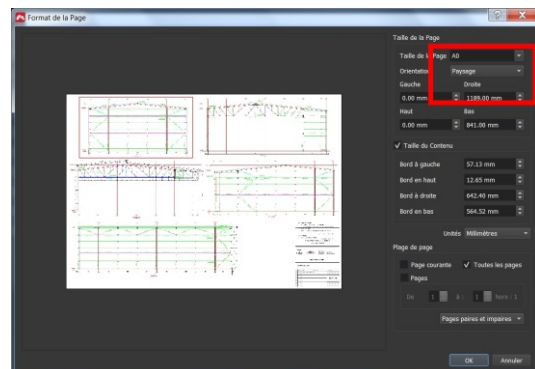 Format de la Page
Taille de la Page
Taille de la Page A0
Orientation Paysage
Gauche Droite
0.00 mm 1189.00 mm
Haut Bas
0.00 mm 841.00 mm
Taille du Contenu
Bord à gauche 57.13 mm
Bord en haut 12.65 mm
Bord à droite 642.40 mm
Bord en bas 564.52 mm
Unités Millimètres
Plage de page
Page courante Toutes les pages
Pages
De 1 à : 1 hors : 1
Pages paires et impaires
OK Annuler